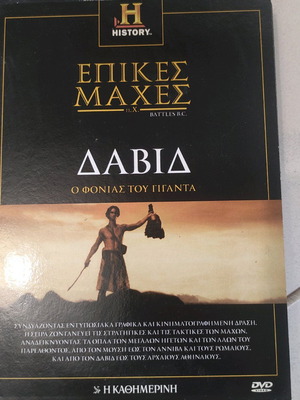 H
HISTORY.
ΕΠΙΚΕΣ
ΜΑΧΕΣ
π.Χ.
BATTLES B.C.
ΔΑΒΙΔ
Ο ΦΟΝΙΑΣ ΤΟΥ ΓΙΓΑΝΤΑ
ΣΥΝΔΥΑΖΟΝΤΑΣ ΕΝΤΥΠΩΣΙΑΚΑ ΓΡΑΦΙΚΑ ΚΑΙ ΚΙΝΗΜΑΤΟΓΡΑΦΗΜΕΝΗ ΔΡΑΣΗ,
Η ΣΕΙΡΑ ΖΩΝΤΑΝΕΥΕΙ ΤΙΣ ΣΤΡΑΤΗΓΙΚΕΣ ΚΑΙ ΤΙΣ ΤΑΚΤΙΚΕΣ ΤΩΝ ΜΑΧΩΝ,
ΑΝΑΔΕΙΚΝΥΟΝΤΑΣ ΤΑ ΟΠΛΑ ΤΩΝ ΜΕΓΑΛΩΝ ΗΓΕΤΩΝ ΚΑΙ ΤΩΝ ΛΑΩΝ ΤΟΥ
ΠΑΡΕΛΘΟΝΤΟΣ, ΑΠΟ ΤΟΝ ΜΩΥΣΗ ΕΩΣ ΤΟΝ ΑΝΝΙΒΑ ΚΑΙ ΤΟΥΣ ΡΩΜΑΙΟΥΣ,
ΚΑΙ ΑΠΟ ΤΟΝ ΔΑΒΙΔ ΕΩΣ ΤΟΥΣ ΑΡΧΑΙΟΥΣ ΑΘΗΝΑΙΟΥΣ.
Η ΚΑΘΗΜΕΡΙΝΗ
DVD
VIDEO